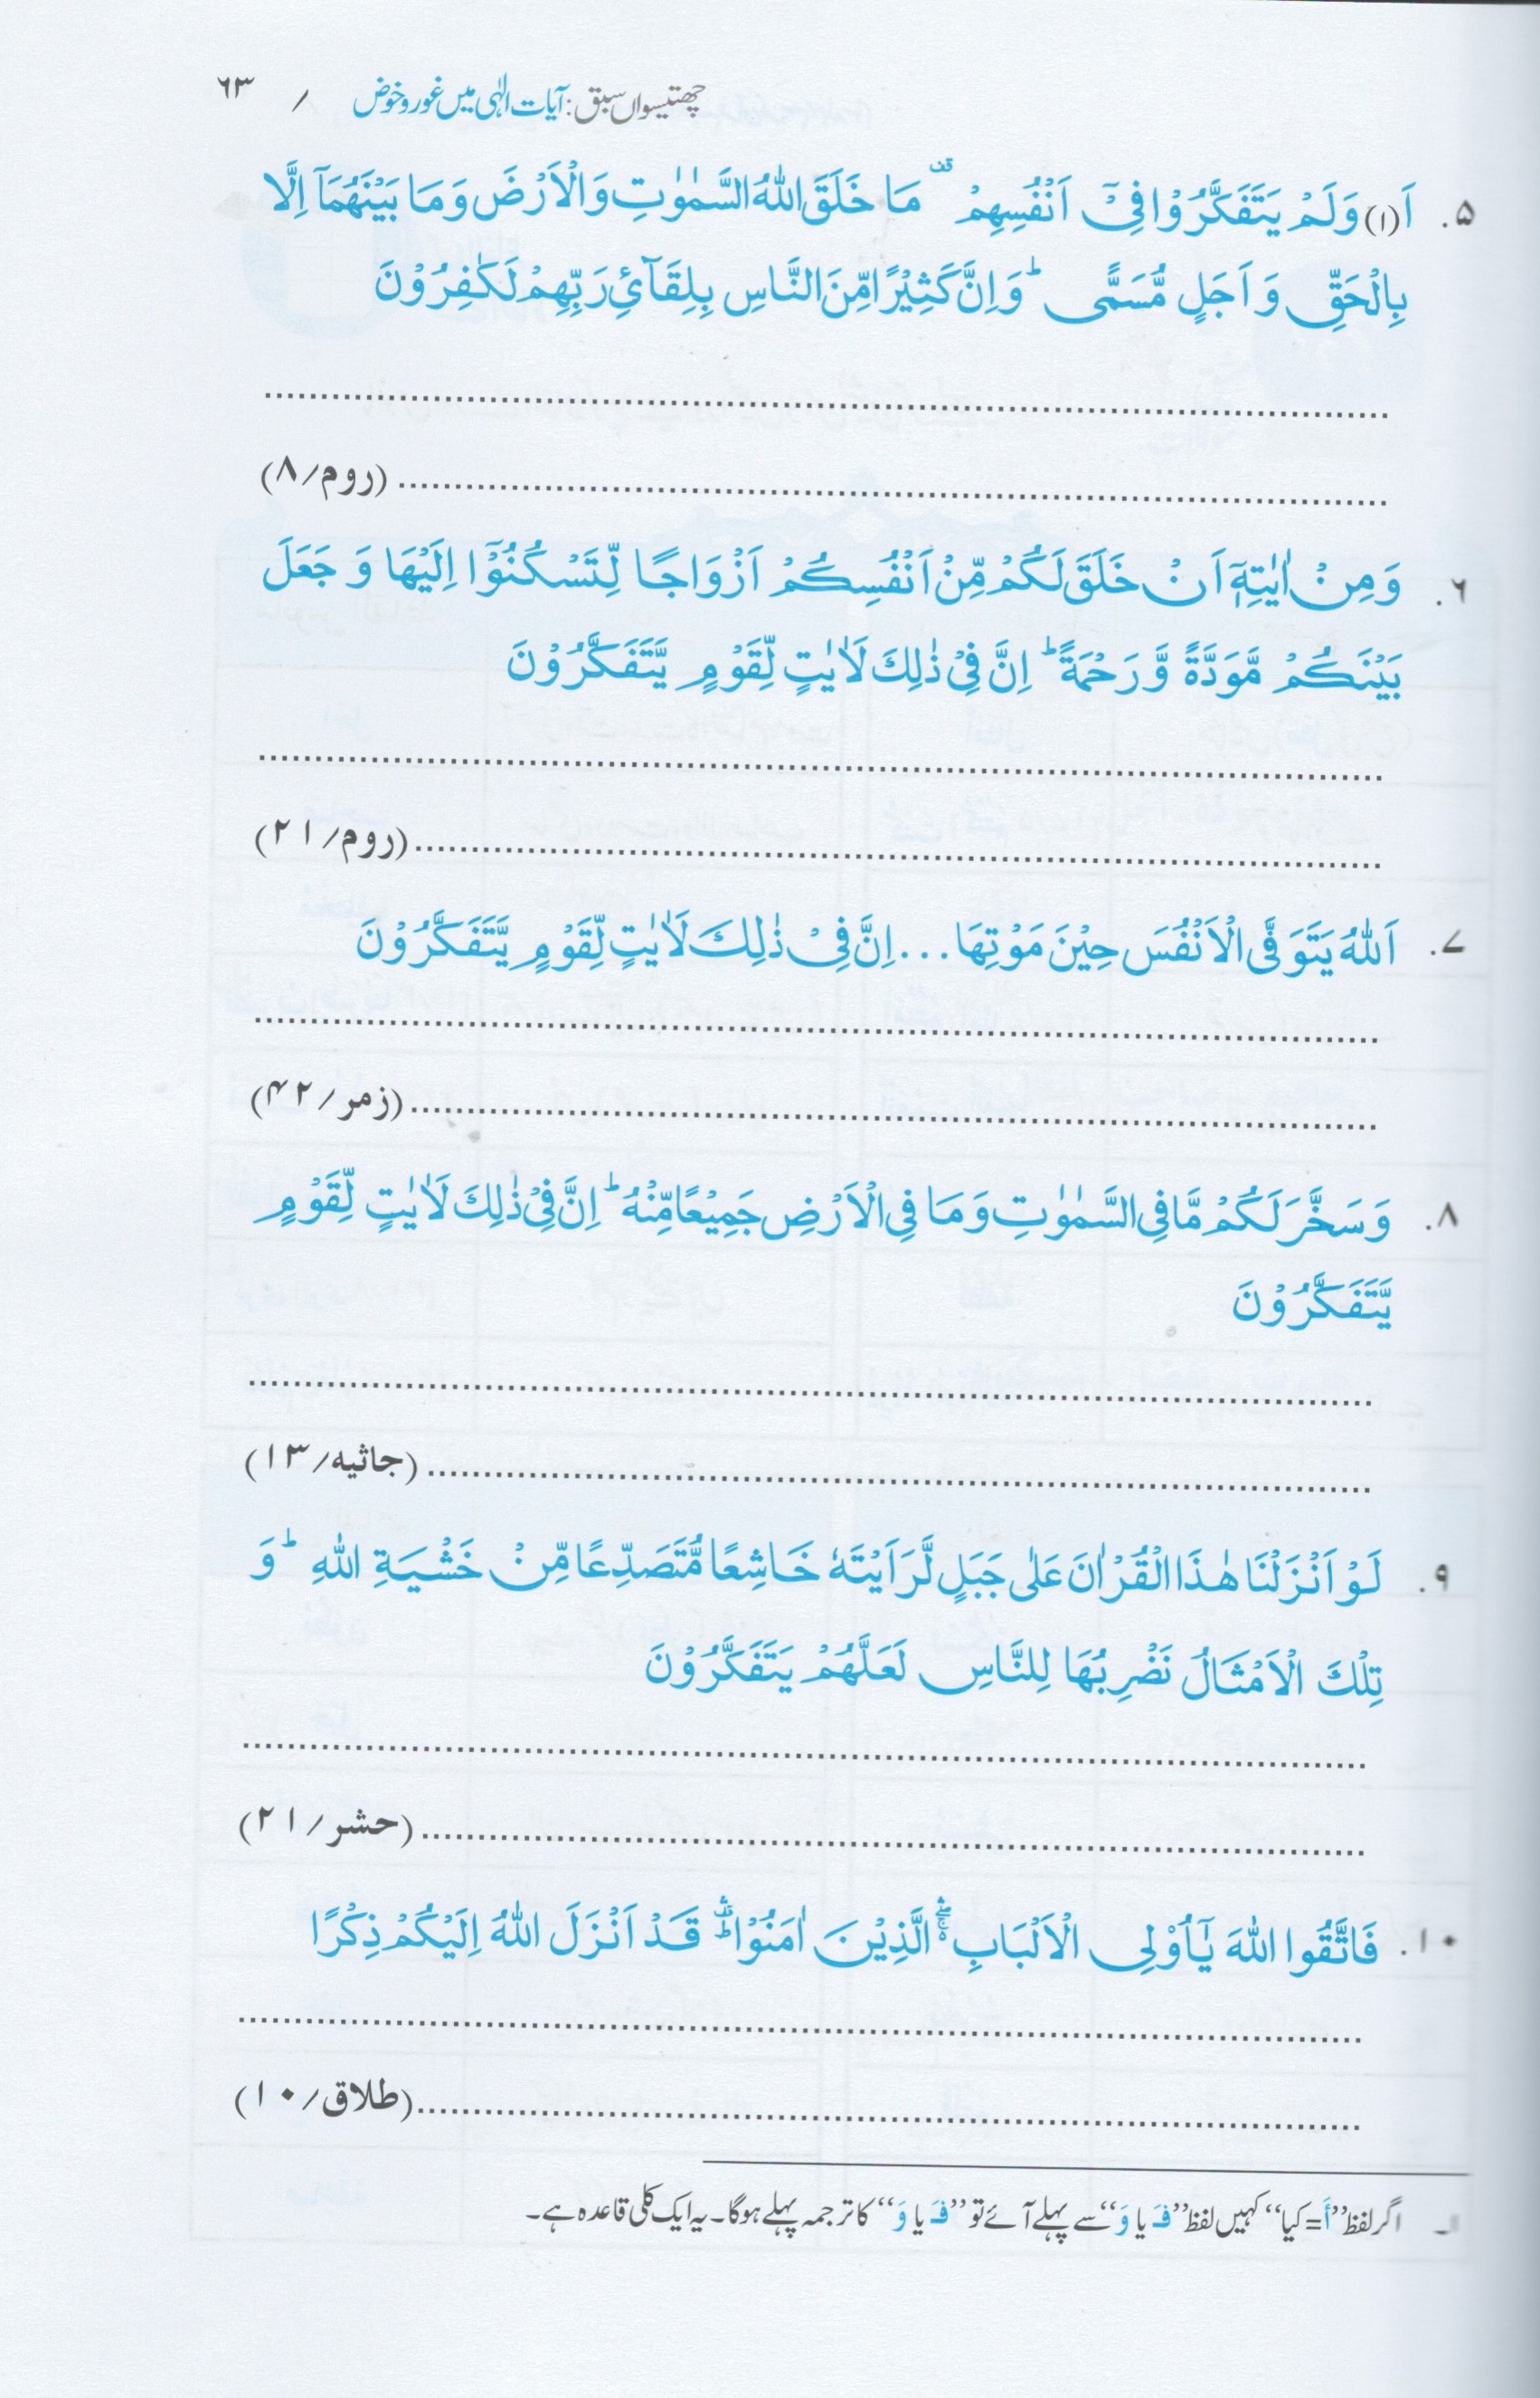 چھتیسواں سبق: آیات الٰہی میں غور و خوض / ۶۳
۵. اَ(۱) وَلَمْ یَتَفَکَّرُوْا فِیْۤ اَنْفُسِهِمْ ۫ مَا خَلَقَ اللّٰهُ السَّمٰوٰتِ وَ الْاَرْضَ وَ مَا بَیْنَهُمَاۤ اِلَّا
بِالْحَقِّ وَ اَجَلٍ مُّسَمًّی ؕ وَ اِنَّ کَثِیْرًا مِّنَ النَّاسِ بِلِقَآئِ رَبِّهِمْ لَکٰفِرُوْنَ
........................................
........................................ (روم/۸)
۶. وَ مِنْ اٰیٰتِهٖۤ اَنْ خَلَقَ لَکُمْ مِّنْ اَنْفُسِکُمْ اَزْوَاجًا لِّتَسْکُنُوْۤا اِلَیْهَا وَ جَعَلَ
بَیْنَکُمْ مَّوَدَّةً وَّ رَحْمَةً ؕ اِنَّ فِیْ ذٰلِکَ لَاٰیٰتٍ لِّقَوْمٍ یَّتَفَکَّرُوْنَ
........................................
........................................ (روم/۲۱)
۷. اَللّٰهُ یَتَوَفَّی الْاَنْفُسَ حِیْنَ مَوْتِهَا ... اِنَّ فِیْ ذٰلِکَ لَاٰیٰتٍ لِّقَوْمٍ یَّتَفَکَّرُوْنَ
........................................
........................................ (زمر/۴۲)
۸. وَ سَخَّرَ لَکُمْ مَّا فِی السَّمٰوٰتِ وَ مَا فِی الْاَرْضِ جَمِیْعًا مِّنْهُ ؕ اِنَّ فِیْ ذٰلِکَ لَاٰیٰتٍ لِّقَوْمٍ
یَّتَفَکَّرُوْنَ
........................................
........................................ (جاثیه/۱۳)
۹. لَوْ اَنْزَلْنَا هٰذَا الْقُرْاٰنَ عَلٰی جَبَلٍ لَّرَاَیْتَهٗ خَاشِعًا مُّتَصَدِّعًا مِّنْ خَشْیَةِ اللّٰهِ ؕ وَ
تِلْکَ الْاَمْثَالُ نَضْرِبُهَا لِلنَّاسِ لَعَلَّهُمْ یَتَفَکَّرُوْنَ
........................................
........................................ (حشر/۲۱)
۱۰. فَاتَّقُوا اللّٰهَ یٰۤاُوْلِی الْاَلْبَابِ ۚۛ الَّذِیْنَ اٰمَنُوْا ؕۛ قَدْ اَنْزَلَ اللّٰهُ اِلَیْکُمْ ذِکْرًا
........................................
........................................ (طلاق/۱۰)
۱۔ اگر لفظ ”أَ = کیا“ کہیں لفظ ”فَـ یا وَ“ سے پہلے آئے تو ”فَـ یا وَ“ کا ترجمہ پہلے ہوگا۔ یہ ایک کلی قاعدہ ہے۔